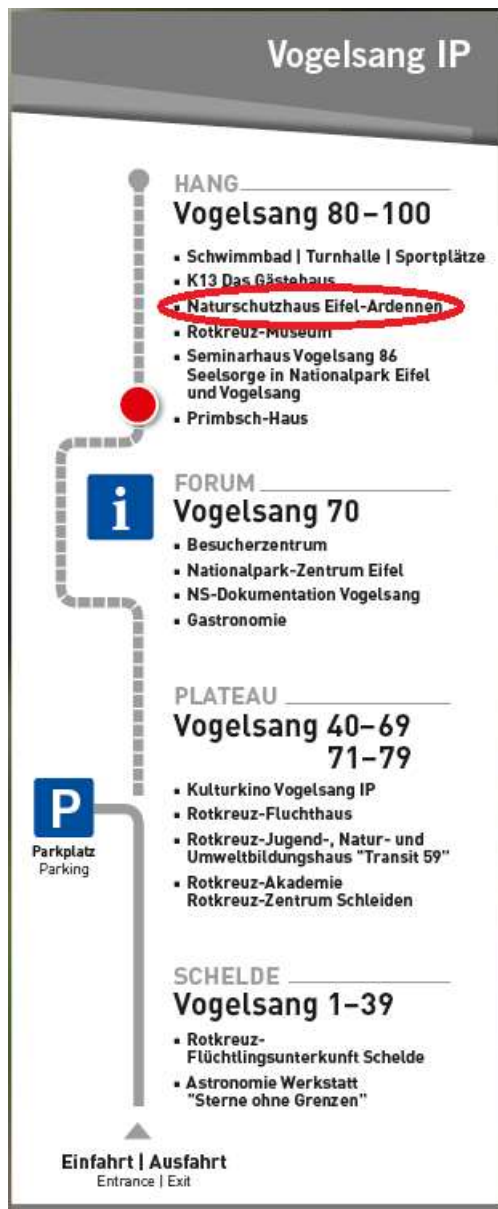 Vogelsang IP
HANG
Vogelsang 80–100
▪ Schwimmbad | Turnhalle | Sportplätze
▪ K13 Das Gästehaus
▪ Naturschutzhaus Eifel-Ardennen
▪ Rotkreuz-Museum
▪ Seminarhaus Vogelsang 86
Seelsorge in Nationalpark Eifel
und Vogelsang
▪ Primbsch-Haus
i
FORUM
Vogelsang 70
▪ Besucherzentrum
▪ Nationalpark-Zentrum Eifel
▪ NS-Dokumentation Vogelsang
▪ Gastronomie
PLATEAU
Vogelsang 40–69
71–79
▪ Kulturkino Vogelsang IP
▪ Rotkreuz-Fluchthaus
▪ Rotkreuz-Jugend-, Natur- und
Umweltbildungshaus "Transit 59"
▪ Rotkreuz-Akademie
Rotkreuz-Zentrum Schleiden
P
Parkplatz
Parking
SCHELDE
Vogelsang 1–39
▪ Rotkreuz-
Flüchtlingsunterkunft Schelde
▪ Astronomie Werkstatt
"Sterne ohne Grenzen"
Einfahrt | Ausfahrt
Entrance | Exit